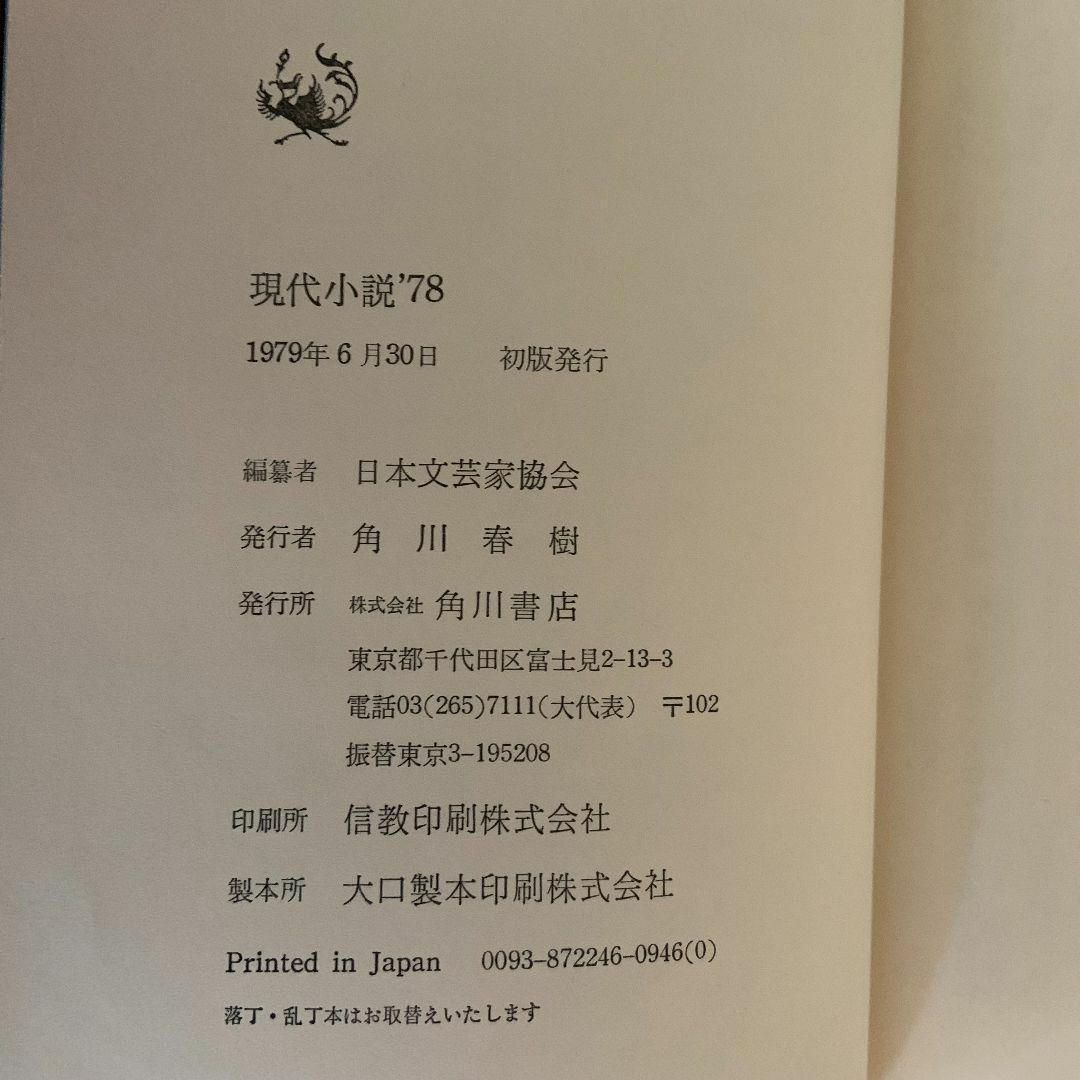 現代小説'78
1979年6月30日 初版発行
編纂者 日本文芸家協会
発行者 角川春樹
発行所 株式会社 角川書店
東京都千代田区富士見2-13-3
電話03(265)7111(大代表) 〒102
振替東京3-195208
印刷所 信教印刷株式会社
製本所 大口製本印刷株式会社
Printed in Japan 0093-872246-0946(0)
落丁・乱丁本はお取替えいたします